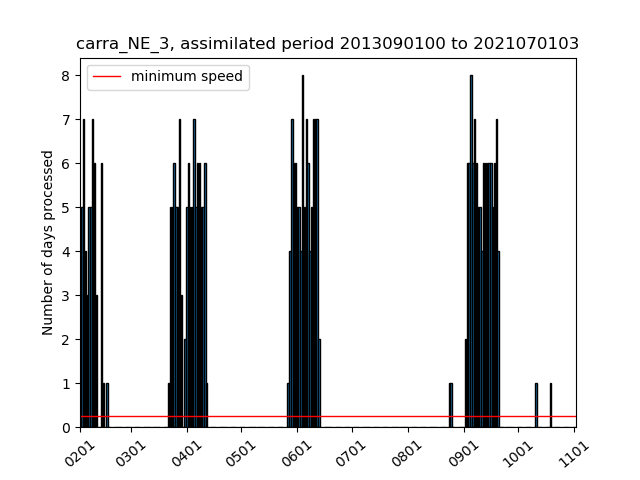 carra_NE_3, assimilated period 2013090100 to 2021070103
minimum speed
Number of days processed
8
7
6
5
4
3
2
1
0
0201 0301 0401 0501 0601 0701 0801 0901 1001 1101